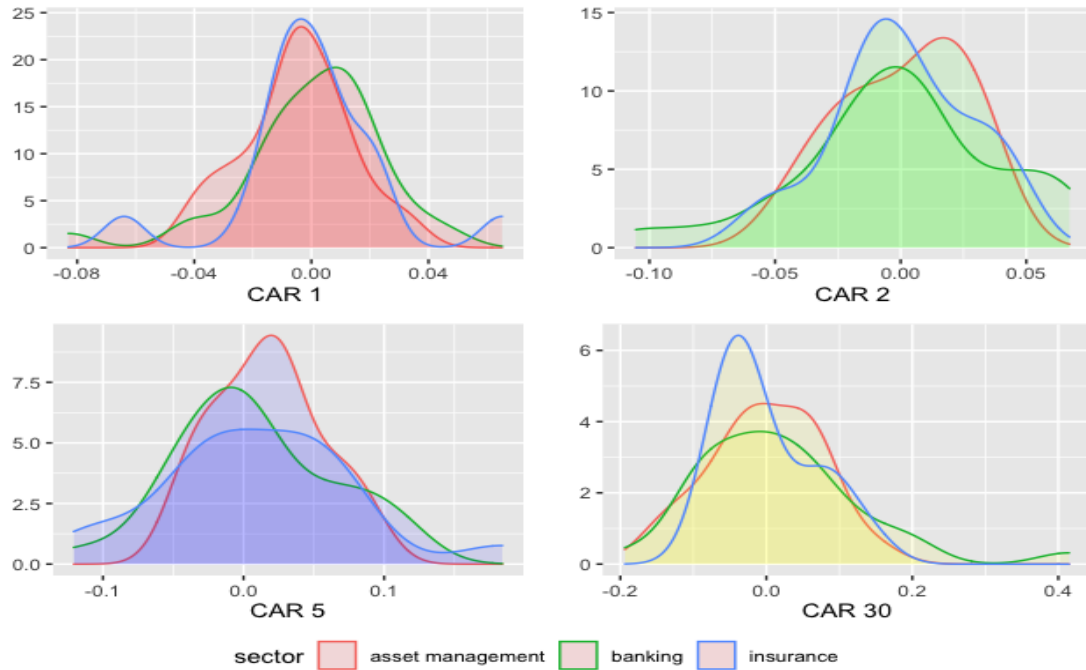 25
20
15
10
5
0
-0.08 -0.04 0.00 0.04
CAR 1
15
10
5
0
-0.10 -0.05 0.00 0.05
CAR 2
7.5
5.0
2.5
0.0
-0.1 0.0 0.1
CAR 5
6
4
2
0
-0.2 0.0 0.2 0.4
CAR 30
sector asset management banking insurance